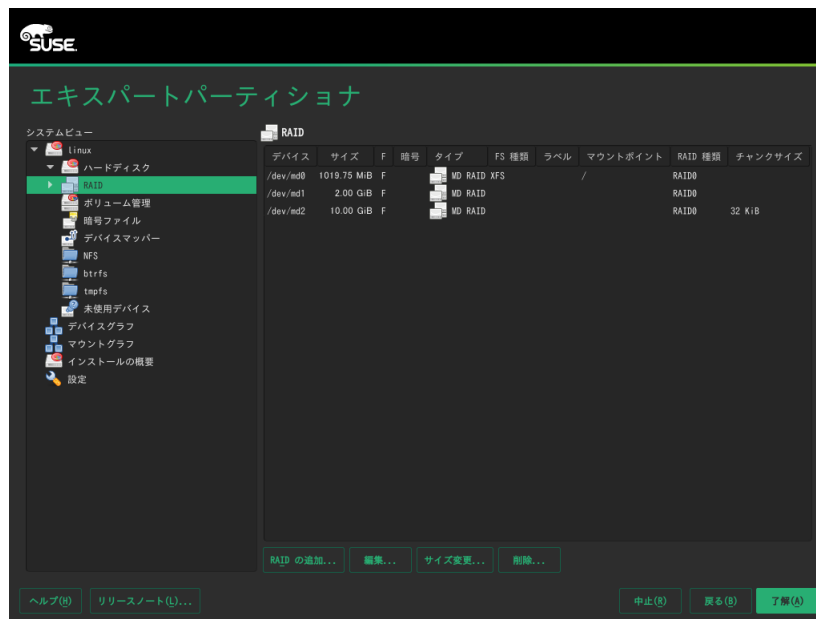 SUSE.
エキスパートパーティショナ
システムビュー
linux
ハードディスク
RAID
ボリューム管理
暗号ファイル
デバイスマッパー
NFS
btrfs
tmpfs
未使用デバイス
デバイスグラフ
マウントグラフ
インストールの概要
設定
RAID
デバイス サイズ F 暗号 タイプ FS 種類 ラベル マウントポイント RAID 種類 チャンクサイズ
/dev/md0 1019.75 MiB F MD RAID XFS / RAID0
/dev/md1 2.00 GiB F MD RAID RAID0
/dev/md2 10.00 GiB F MD RAID RAID0 32 KiB
RAID の追加... 編集... サイズ変更... 削除...
ヘルプ(H) リリースノート(L)... 中止(R) 戻る(B) 了解(A)